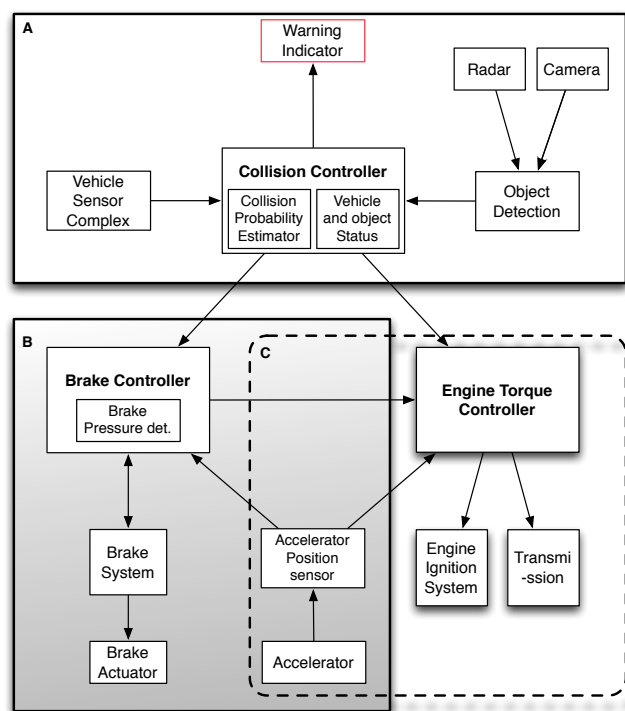 A
Warning
Indicator
Radar
Camera
Collision Controller
Vehicle
Sensor
Complex
Collision
Probability
Estimator
Vehicle
and object
Status
Object
Detection
B
C
Brake Controller
Brake
Pressure det.
Engine Torque
Controller
Brake
System
Accelerator
Position
sensor
Engine
Ignition
System
Transmi
-ssion
Brake
Actuator
Accelerator